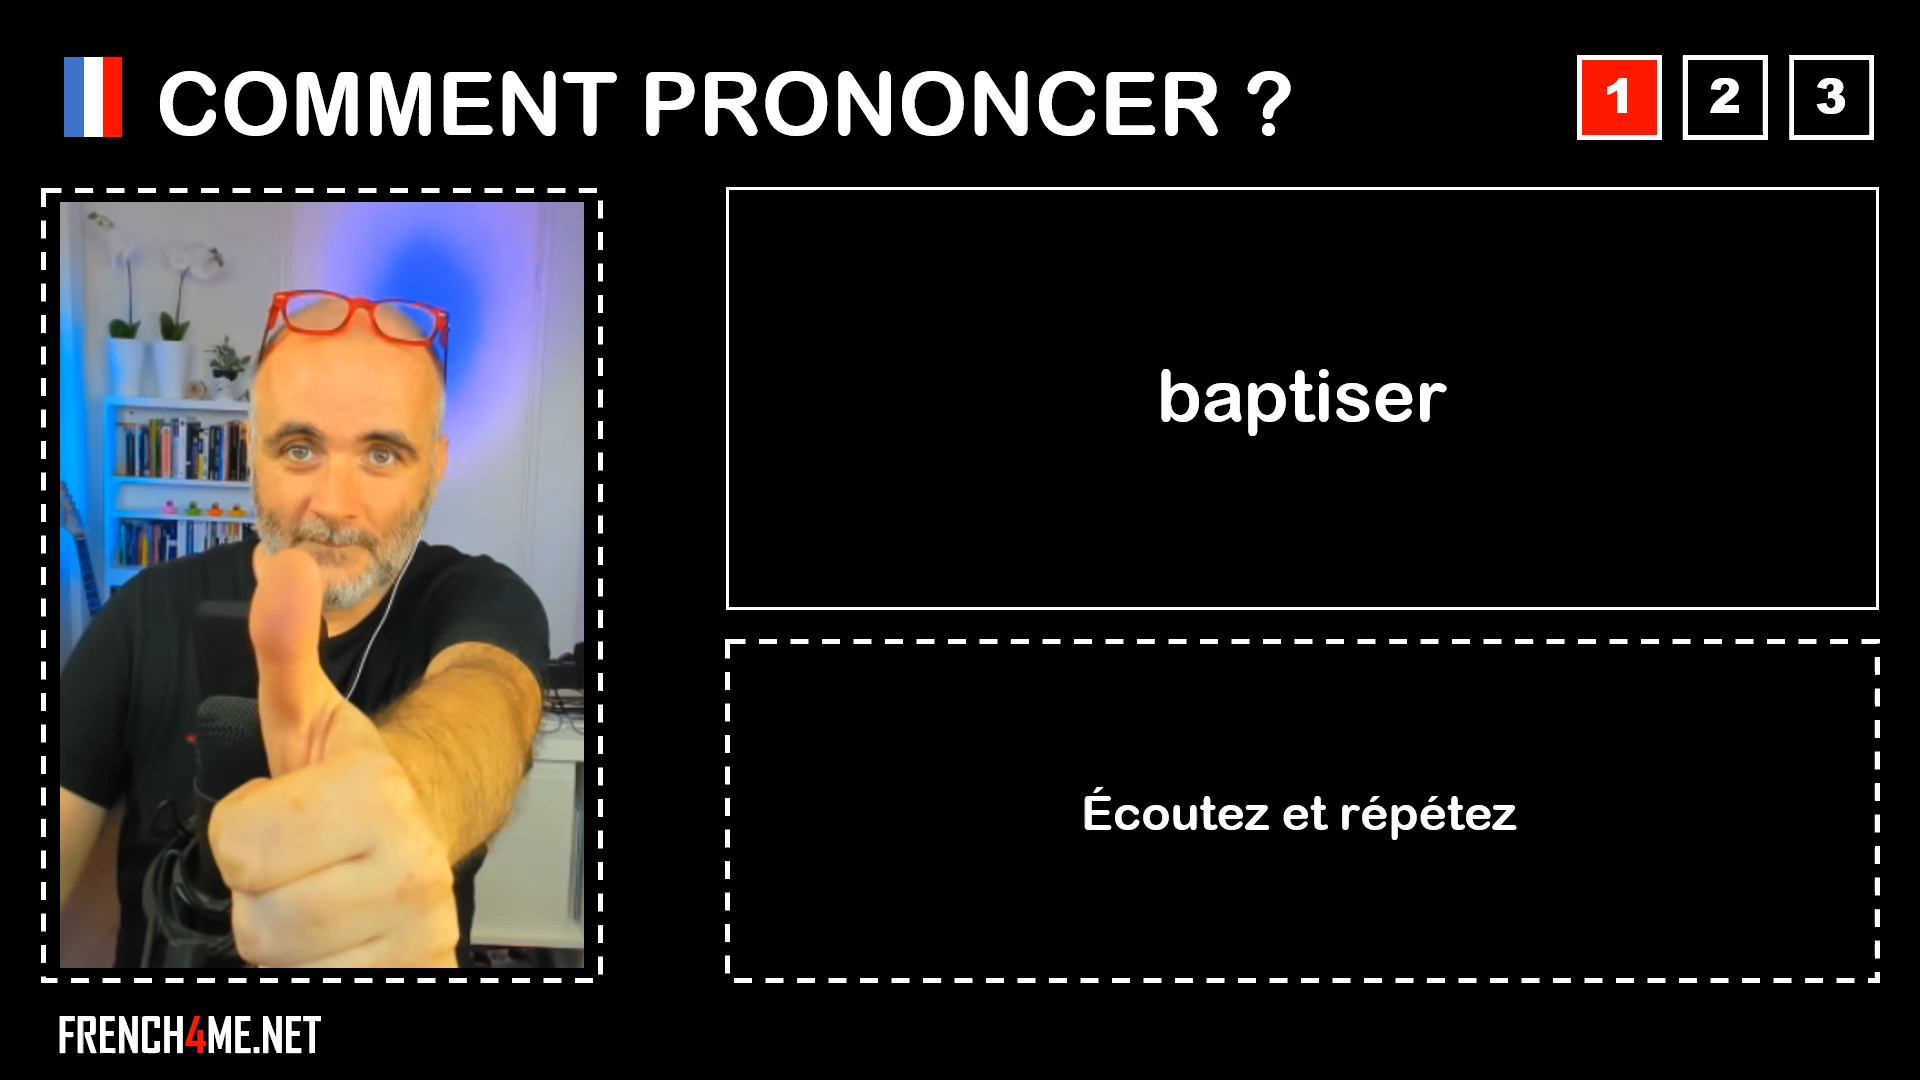 COMMENT PRONONCER ?
1 2 3
baptiser
Écoutez et répétez
FRENCH4ME.NET